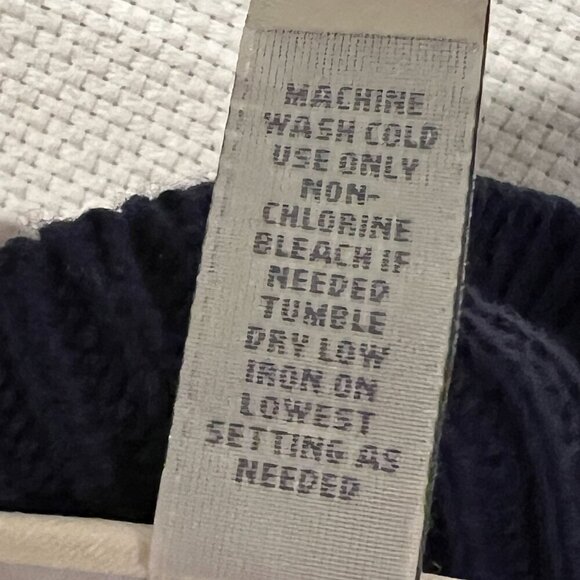 MACHINE
WASH COLD
USE ONLY
NON-
CHLORINE
BLEACH IF
NEEDED
TUMBLE
DRY LOW
IRON ON
LOWEST
SETTING AS
NEEDED